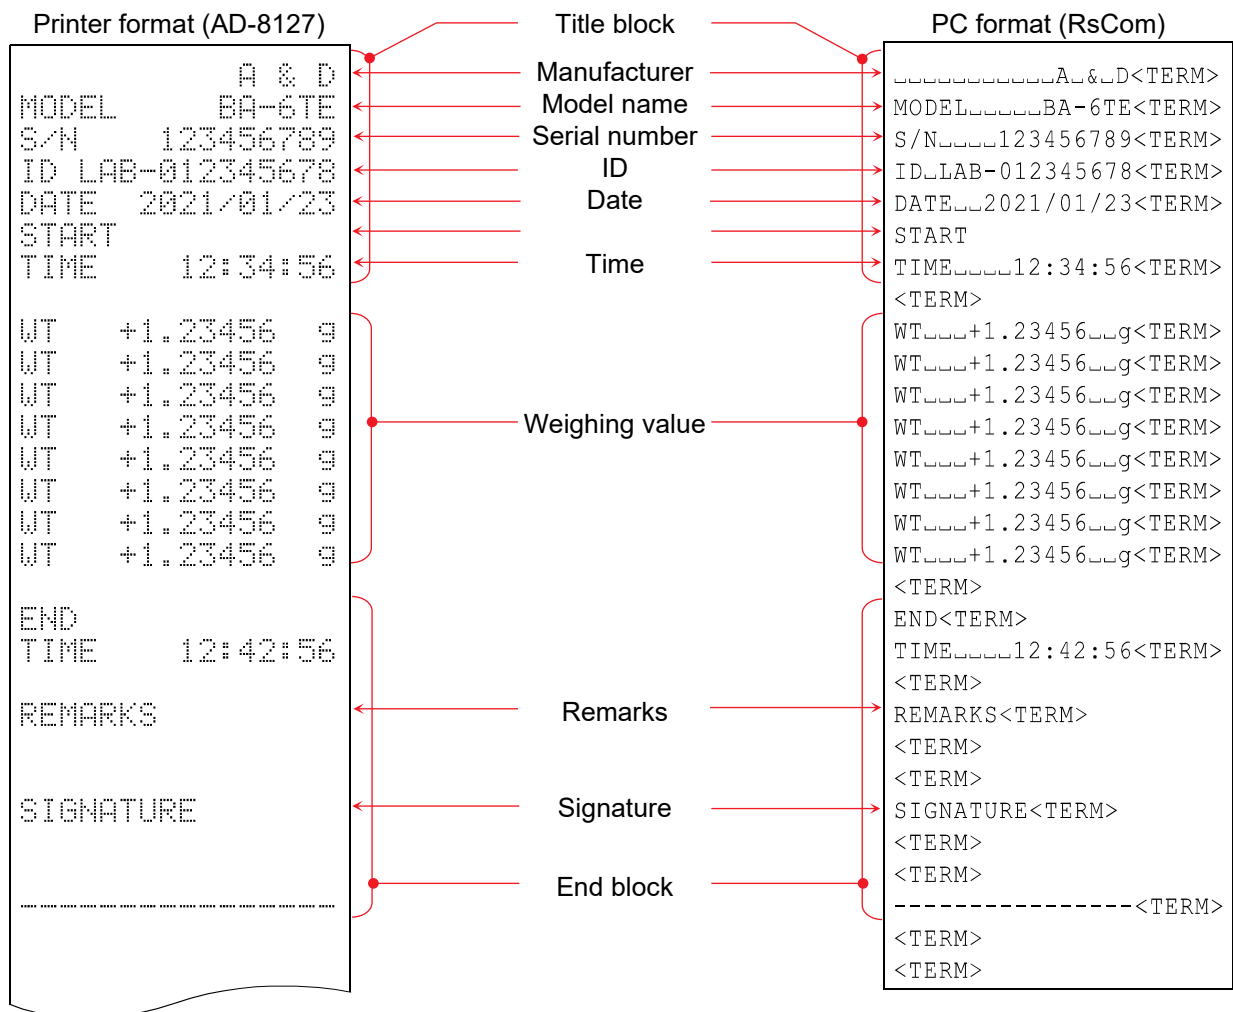 Printer format (AD-8127)
A & D
MODEL BA-6TE
S/N 123456789
ID LAB-012345678
DATE 2021/01/23
START
TIME 12:34:56
WT +1.23456 g
WT +1.23456 g
WT +1.23456 g
WT +1.23456 g
WT +1.23456 g
WT +1.23456 g
WT +1.23456 g
WT +1.23456 g
END
TIME 12:42:56
REMARKS
SIGNATURE
----------------
Title block
Manufacturer
Model name
Serial number
ID
Date
Time
Weighing value
Remarks
Signature
End block
PC format (RsCom)
␣␣␣␣␣␣␣␣␣␣␣A␣&␣D<TERM>
MODEL␣␣␣␣␣BA-6TE<TERM>
S/N␣␣␣␣123456789<TERM>
ID␣LAB-012345678<TERM>
DATE␣␣2021/01/23<TERM>
START
TIME␣␣␣␣12:34:56<TERM>
<TERM>
WT␣␣␣+1.23456␣␣g<TERM>
WT␣␣␣+1.23456␣␣g<TERM>
WT␣␣␣+1.23456␣␣g<TERM>
WT␣␣␣+1.23456␣␣g<TERM>
WT␣␣␣+1.23456␣␣g<TERM>
WT␣␣␣+1.23456␣␣g<TERM>
WT␣␣␣+1.23456␣␣g<TERM>
WT␣␣␣+1.23456␣␣g<TERM>
<TERM>
END<TERM>
TIME␣␣␣␣12:42:56<TERM>
<TERM>
REMARKS<TERM>
<TERM>
<TERM>
SIGNATURE<TERM>
<TERM>
<TERM>
----------------<TERM>
<TERM>
<TERM>